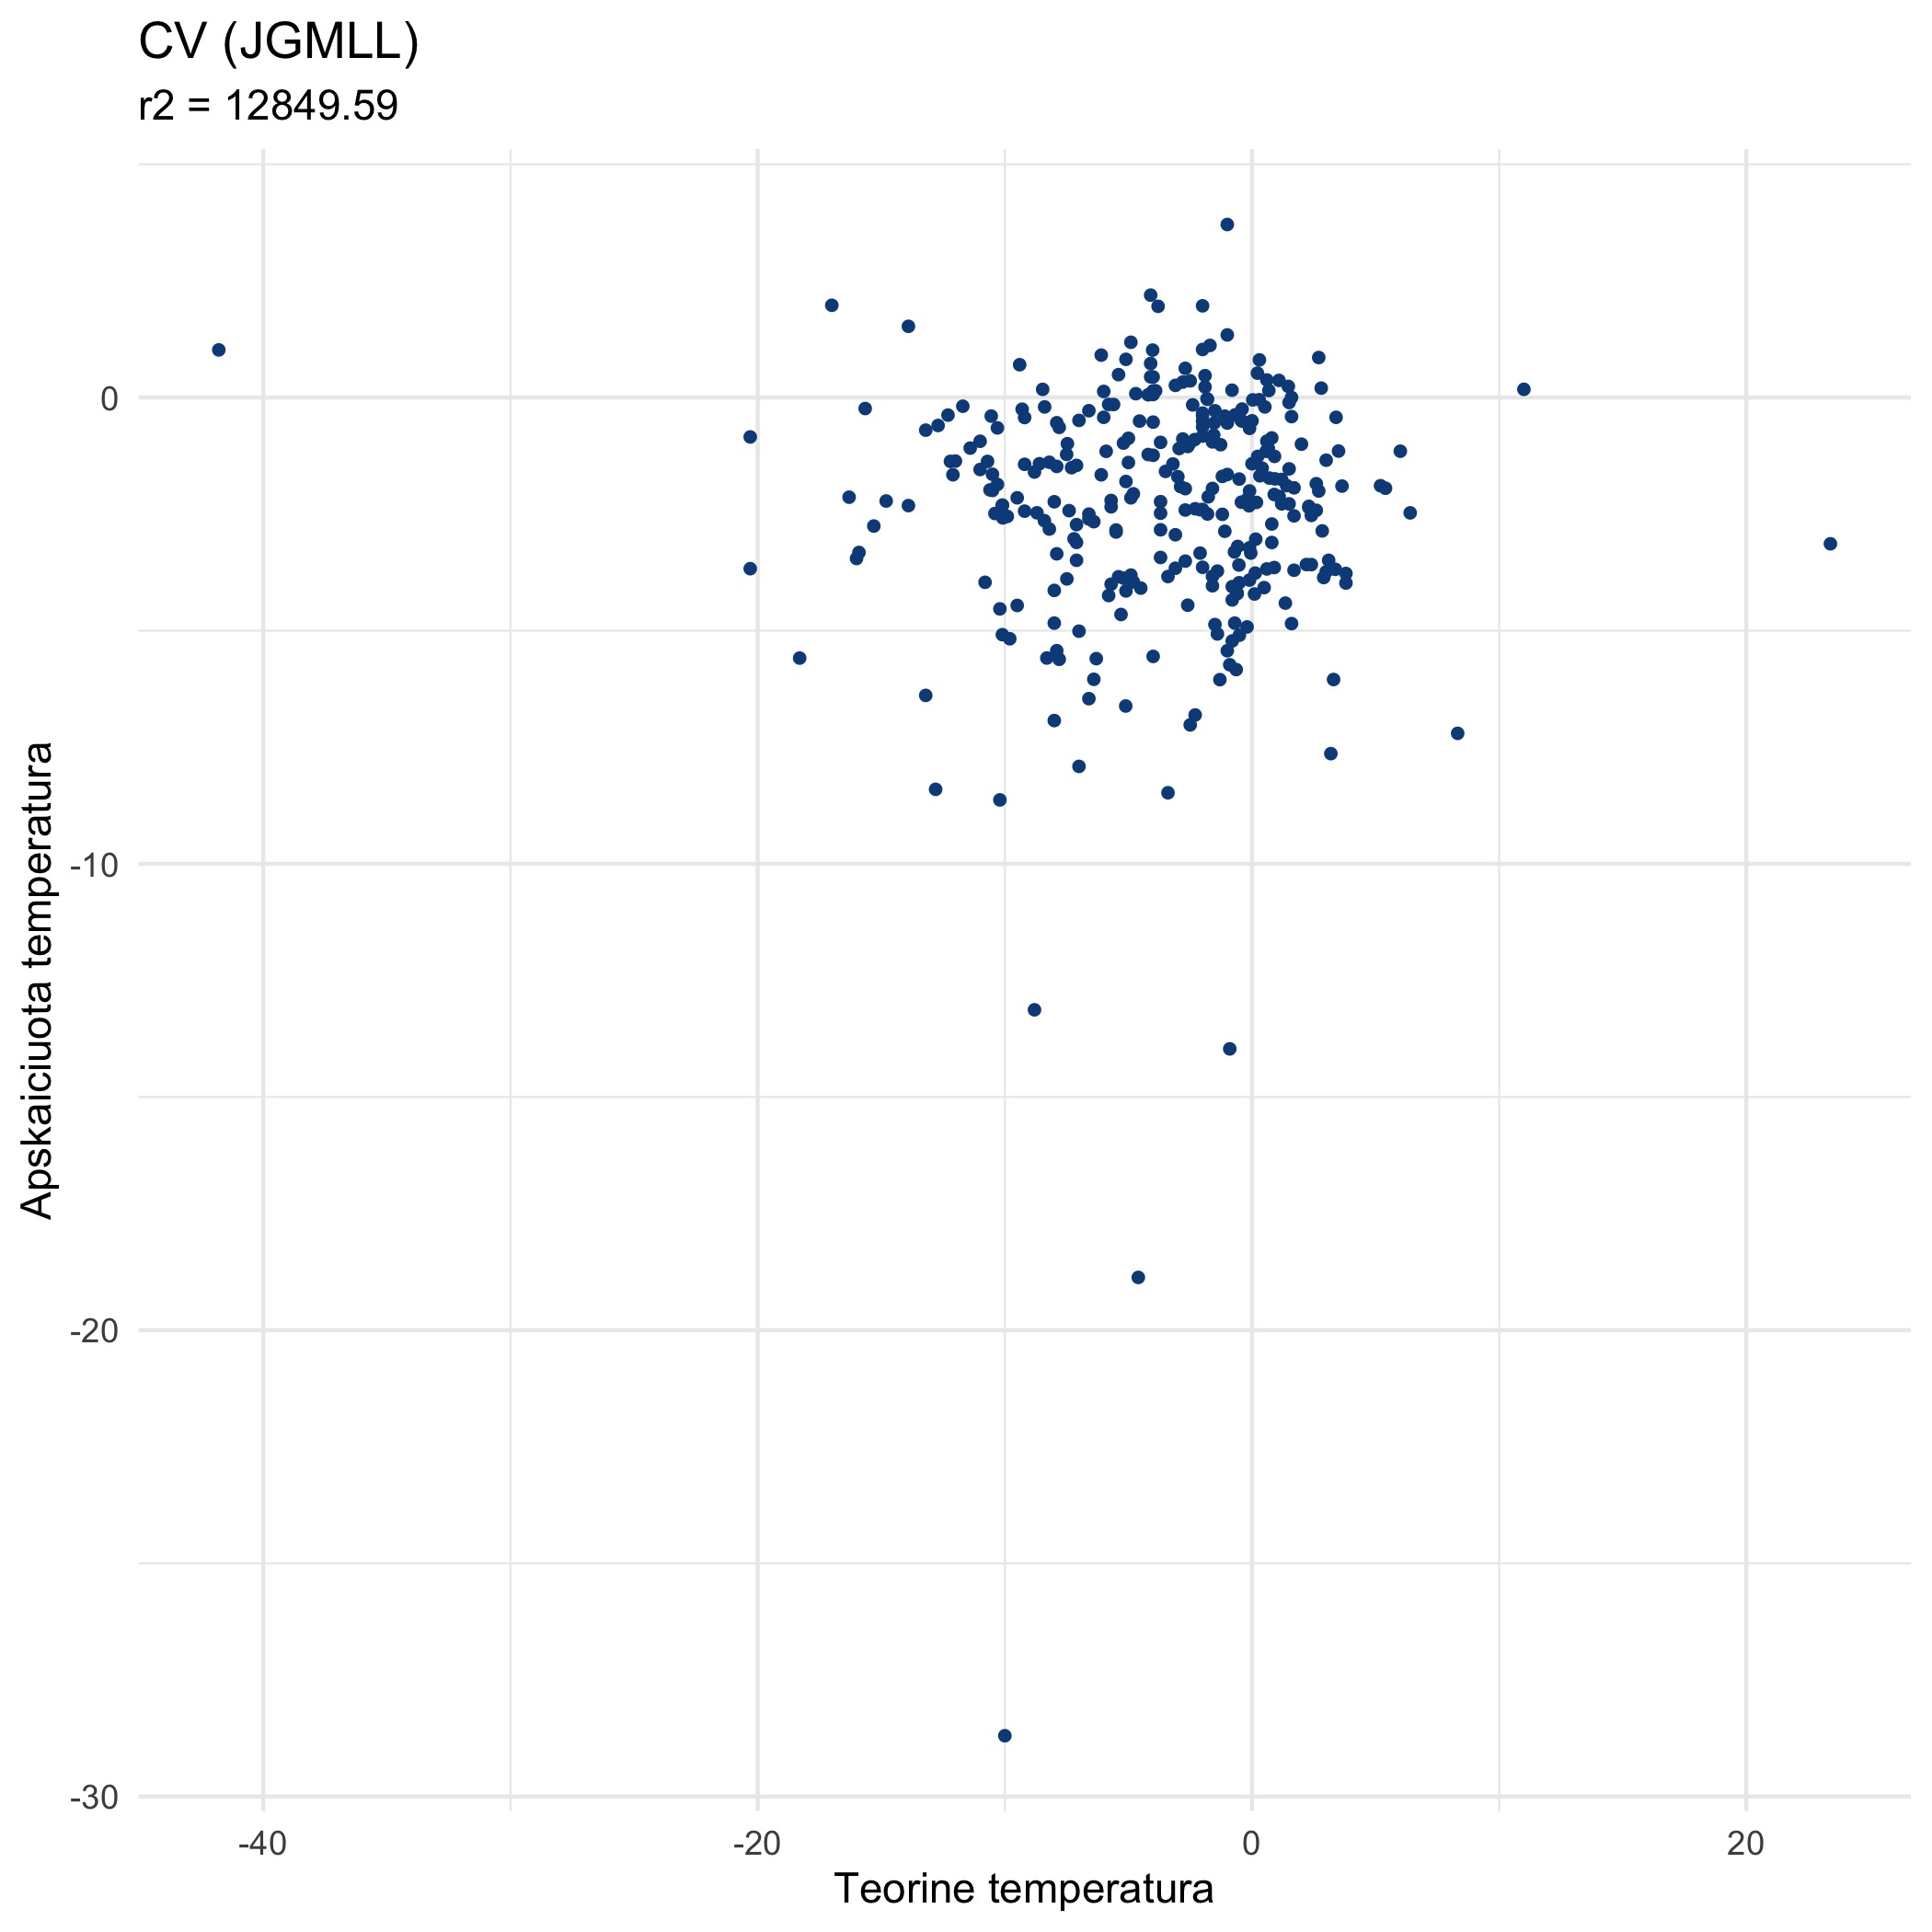 CV (JGMLL)
r2 = 12849.59
0
-10
-20
-30
Apskaiciuota temperatura
-40
-20
0
20
Teorine temperatura